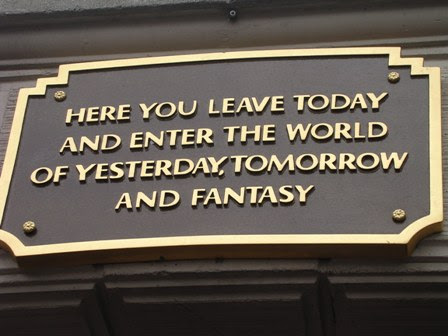 HERE YOU LEAVE TODAY
AND ENTER THE WORLD
OF YESTERDAY, TOMORROW
AND FANTASY